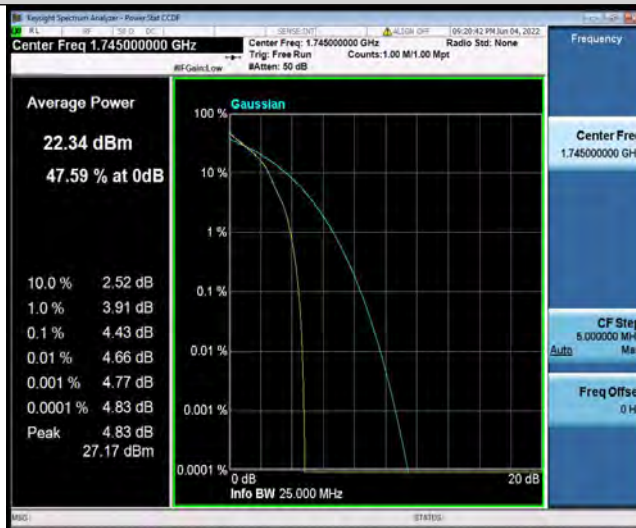 Keysight Spectrum Analyzer - Power Stat CCDF
RL RF 50 Ω DC SENSE:INT ALIGN OFF 09:20:42 PM Jun 04, 2022
Center Freq 1.745000000 GHz
Center Freq: 1.745000000 GHz Radio Std: None
Trig: Free Run Counts:1.00 M/1.00 Mpt
#IFGain:Low #Atten: 50 dB
Frequency
Average Power
22.34 dBm
47.59 % at 0dB
10.0 % 2.52 dB
1.0 % 3.91 dB
0.1 % 4.43 dB
0.01 % 4.66 dB
0.001 % 4.77 dB
0.0001 % 4.83 dB
Peak 4.83 dB
27.17 dBm
Gaussian
100 %
10 %
1 %
0.1 %
0.01 %
0.001 %
0.0001 %
0 dB 20 dB
Info BW 25.000 MHz
Center Fre
1.745000000 GH
CF Step
5.000000 MH
Auto Ma
Freq Offse
0 H
MSG STATUS